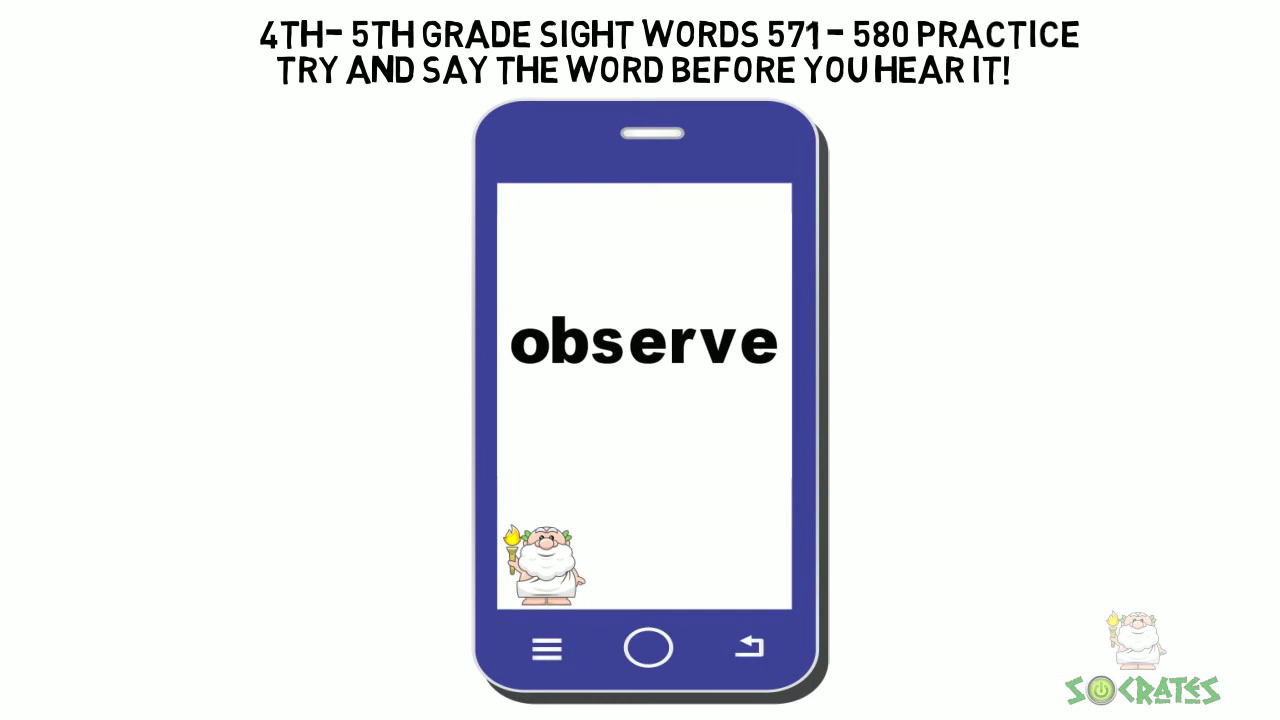 4TH- 5TH GRADE SIGHT WORDS 571 - 580 PRACTICE
TRY AND SAY THE WORD BEFORE YOU HEAR IT!
observe
SOCRATES